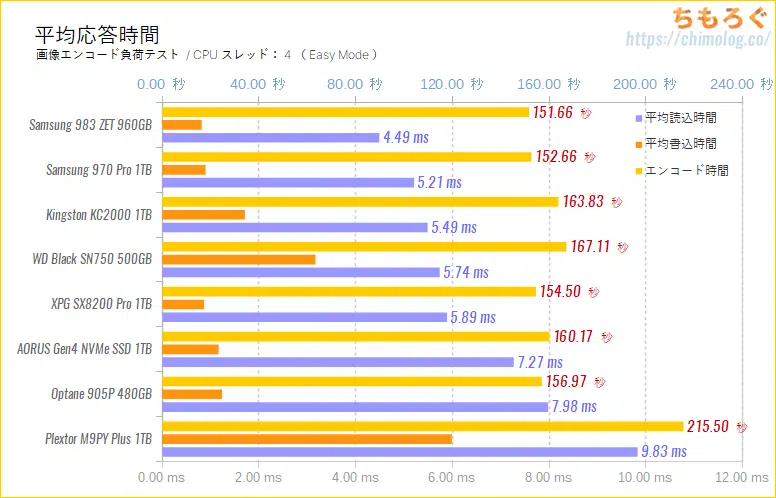 ちもろぐ
https://chimolog.co/
平均応答時間
画像エンコード負荷テスト / CPU スレッド: 4 ( Easy Mode )
0.00 秒 40.00 秒 80.00 秒 120.00 秒 160.00 秒 200.00 秒 240.00 秒
平均読込時間
平均書込時間
エンコード時間
Samsung 983 ZET 960GB 151.66 秒
4.49 ms
Samsung 970 Pro 1TB 152.66 秒
5.21 ms
Kingston KC2000 1TB 163.83 秒
5.49 ms
WD Black SN750 500GB 167.11 秒
5.74 ms
XPG SX8200 Pro 1TB 154.50 秒
5.89 ms
AORUS Gen4 NVMe SSD 1TB 160.17 秒
7.27 ms
Optane 905P 480GB 156.97 秒
7.98 ms
Plextor M9PY Plus 1TB 215.50 秒
9.83 ms
0.00 ms 2.00 ms 4.00 ms 6.00 ms 8.00 ms 10.00 ms 12.00 ms